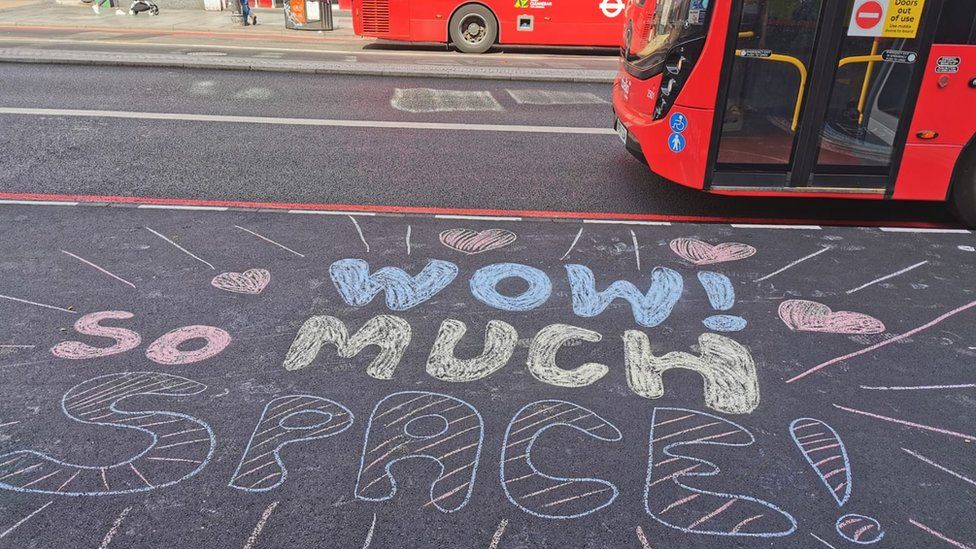 Doors
out of
use
WOW!
SO MUCH
SPACE!